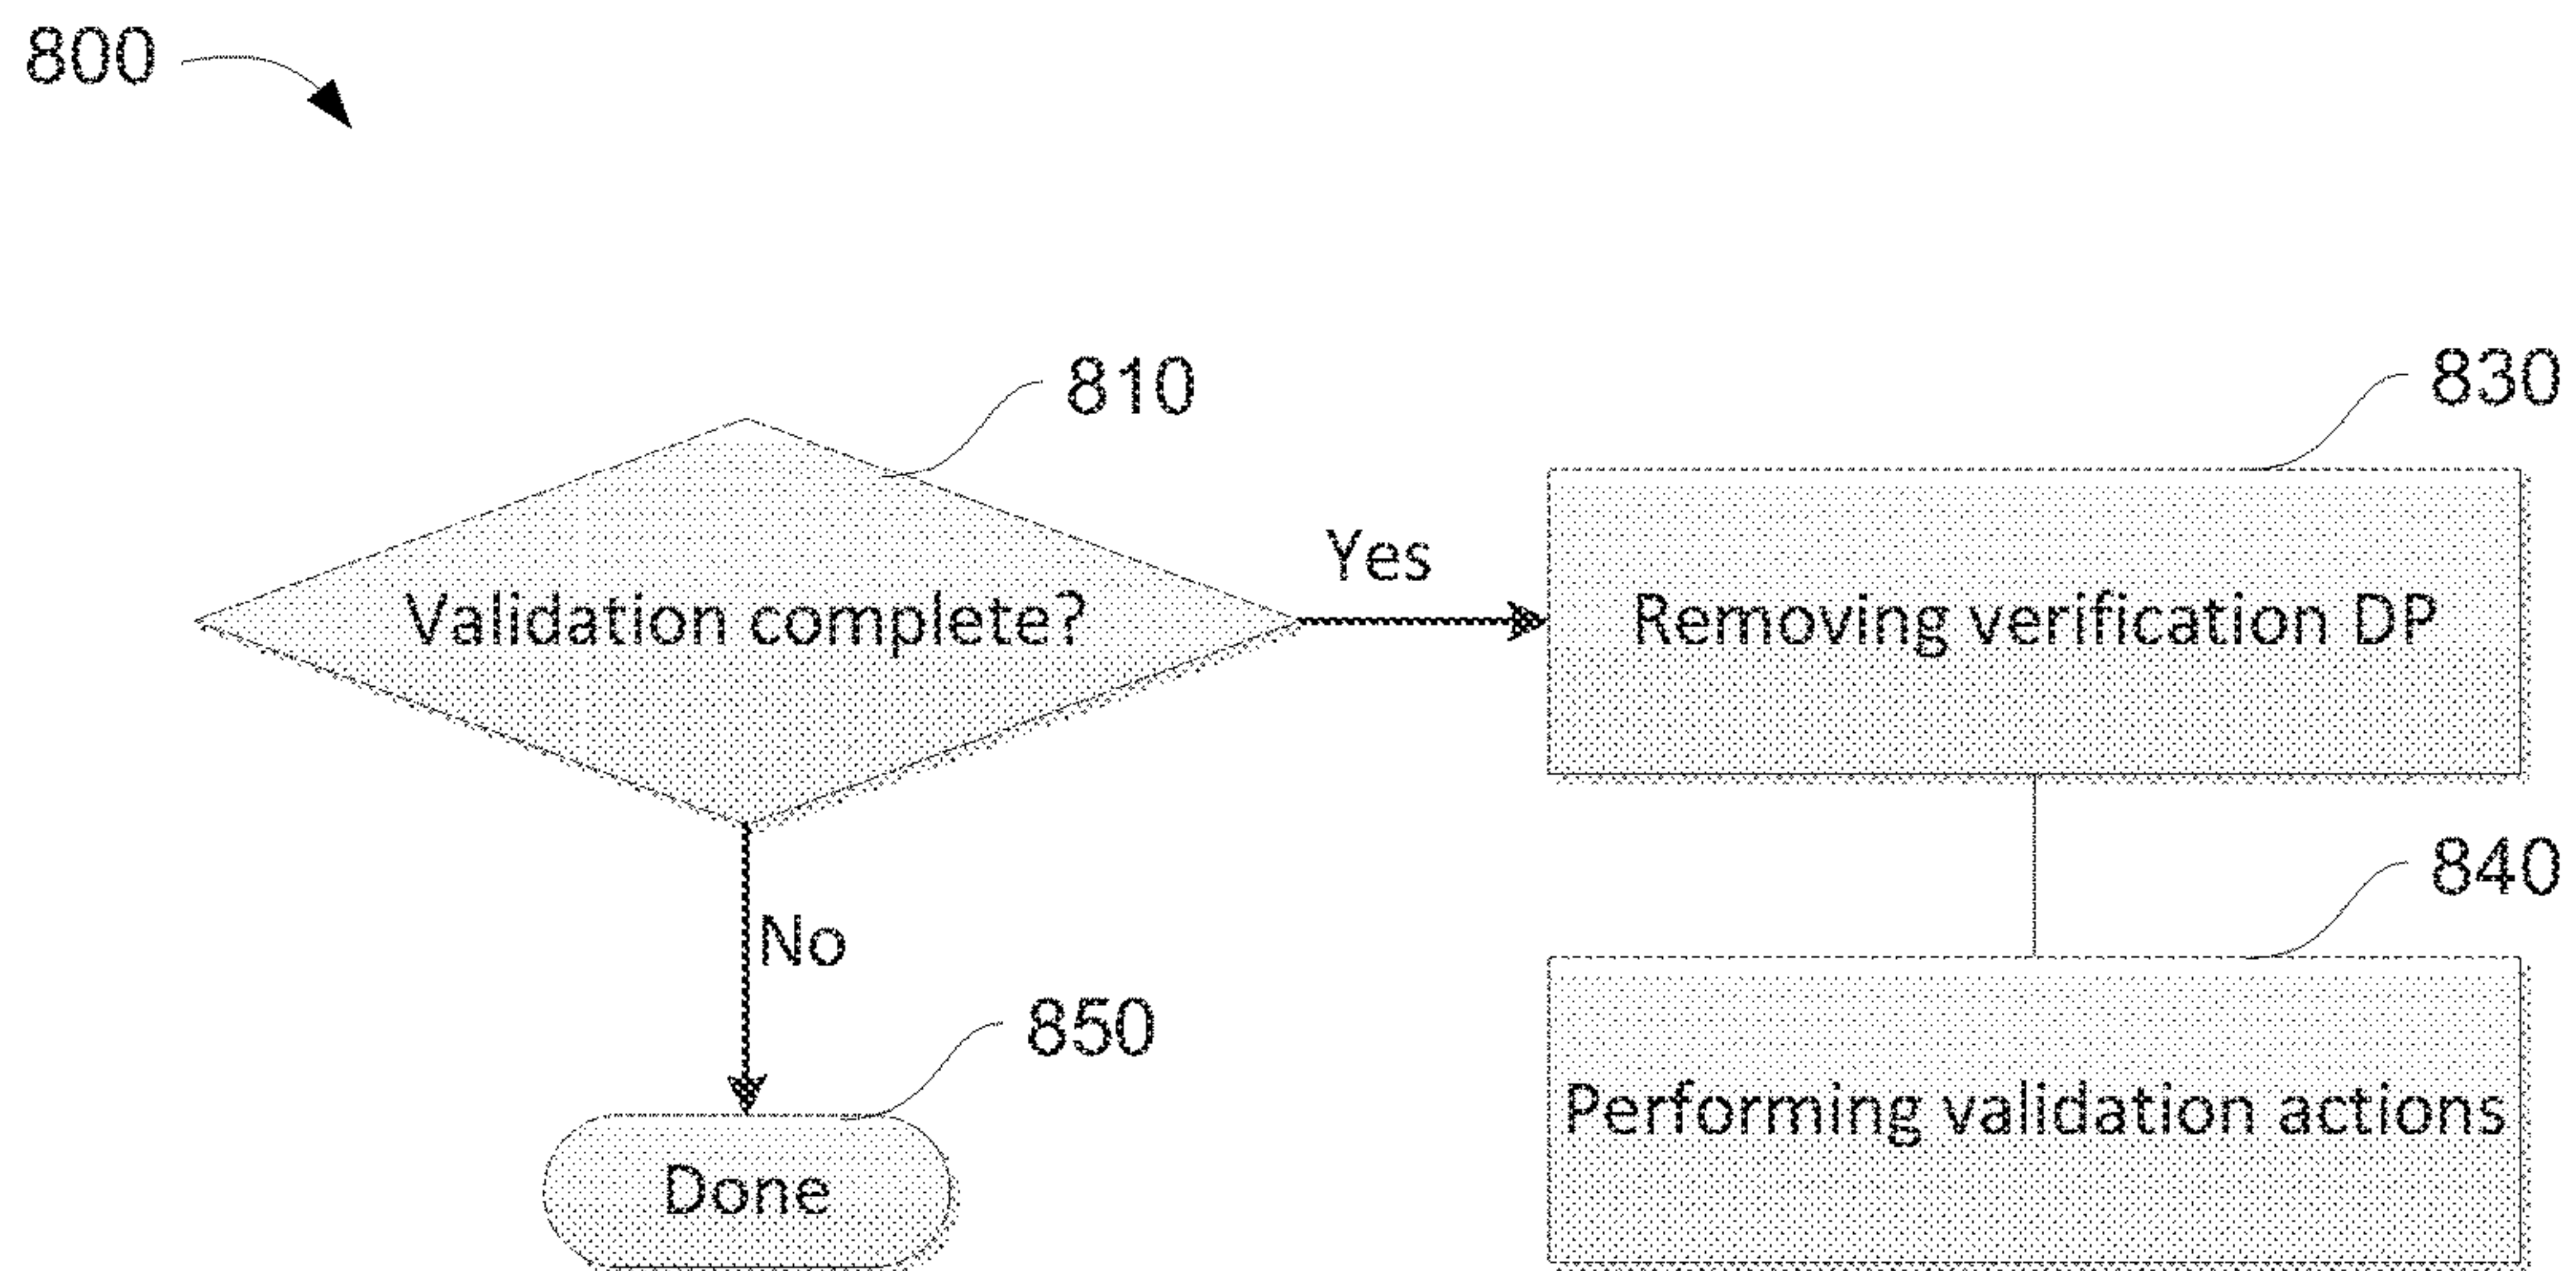 800
810
830
Validation complete?
Yes
Removing verification DP
No
840
850
Performing validation actions
Done